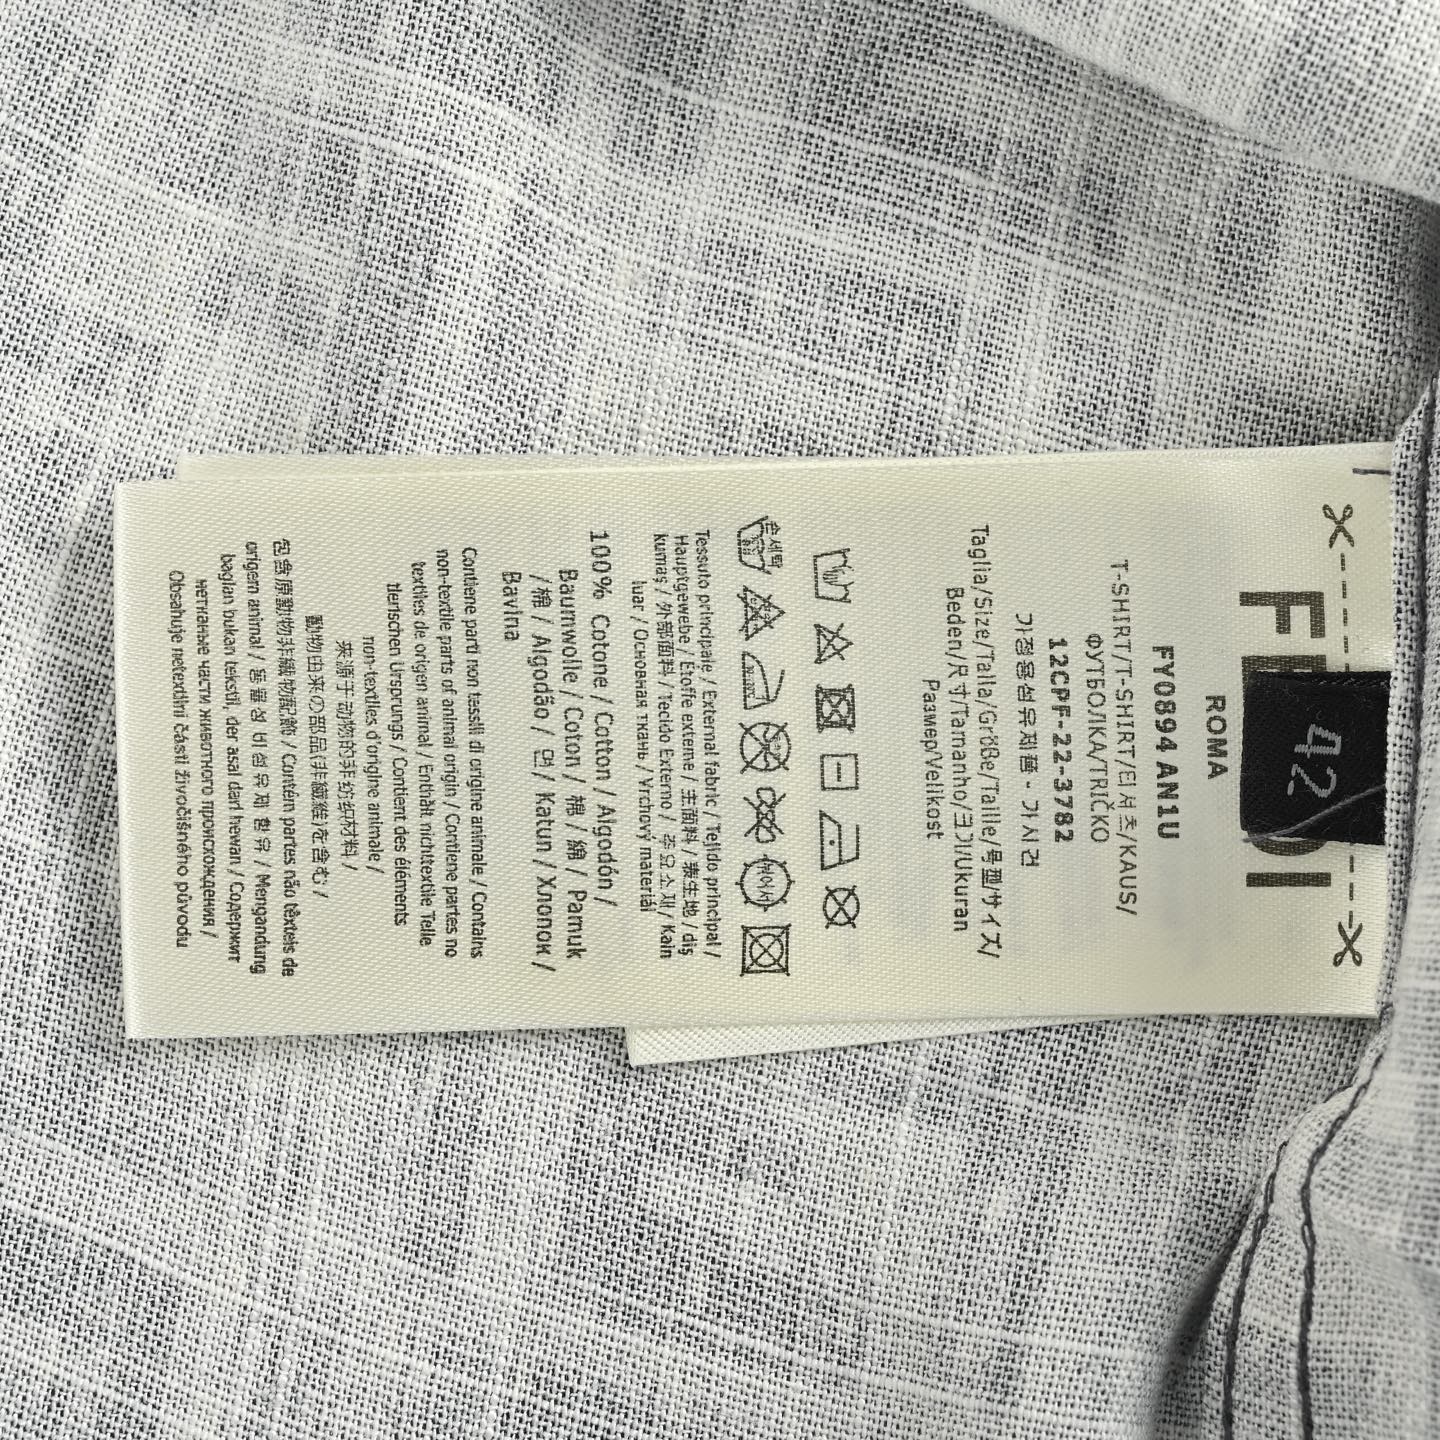 42
ROMA
FY0894 AN1U
T-SHIRT/T-SHIRT/티셔츠/KAUS/
ФУТБОЛКА/TRIČKO
12CPF-22-3782
가정용섬유제품 - 가시검
Taglia/Size/Talla/Größe/Taille/号型/サイズ/
Beden/尺寸/Tamanho/크기/Ukuran
Размер/Velikost
손세탁
Tessuto principale / External fabric / Tejido principal /
Hauptgewebe / Étoffe externe / 主面料 / 表生地 / dış
kumaş / 外部面料 / Tecido Externo / 주요소재 / Kain
luar / Основная ткань / Vrchový materiál
100% Cotone / Cotton / Algodón /
Baumwolle / Coton / 棉 / 綿 / Pamuk
/ 棉 / Algodão / 면 / Katun / Хлопок /
Bavlna
Contiene parti non tessili di origine animale / Contains
non-textile parts of animal origin / Contiene partes no
textiles de origen animal / Enthält nichttextile Teile
tierischen Ursprungs / Contient des éléments
non-textiles d'origine animale /
来源于动物的非纺织材料 /
動物由来の部品(非繊維)を含む /
包含原動物非織物配飾 / Contém partes não têxteis de
origem animal / 동물성 비섬유제 함유 / Mengandung
bagian bukan tekstil, der asal dari hewan / Содержит
нетканые части животного происхождения /
Obsahuje netextilní části živočišného původu